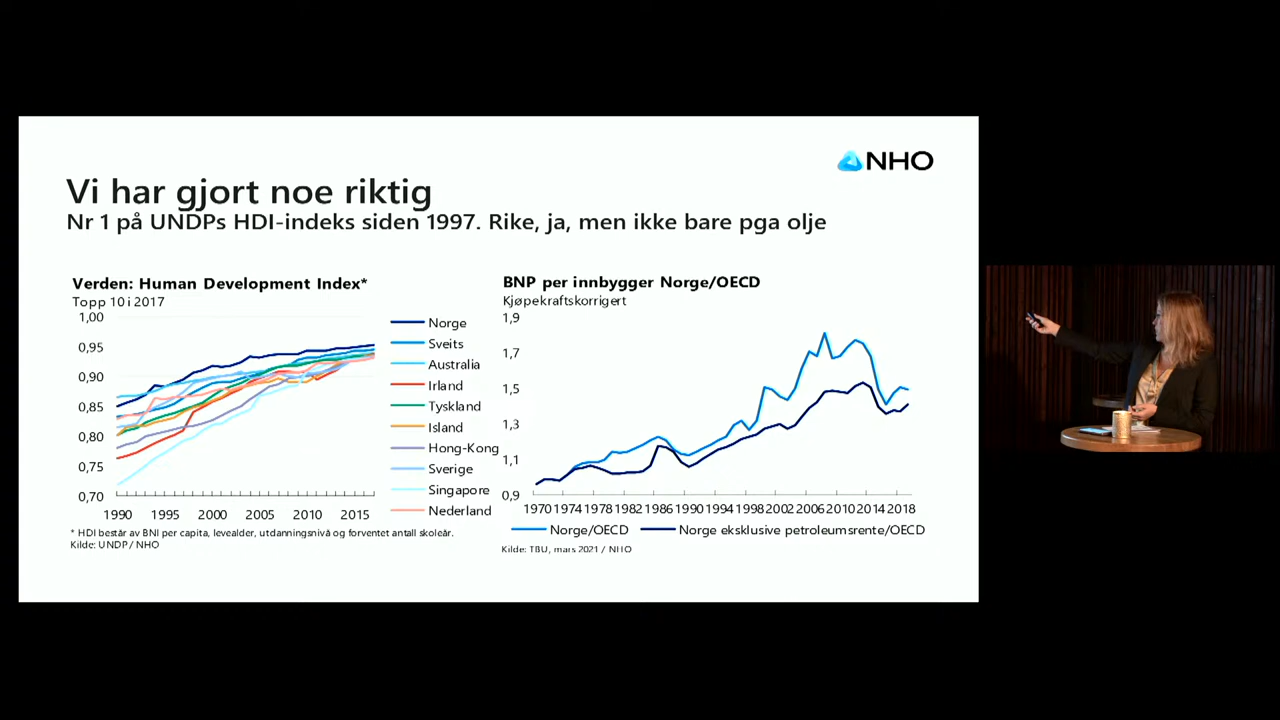 NHO
Vi har gjort noe riktig
Nr 1 på UNDPs HDI-indeks siden 1997. Rike, ja, men ikke bare pga olje
Verden: Human Development Index*
Topp 10 i 2017
1,00
0,95
0,90
0,85
0,80
0,75
0,70
1990 1995 2000 2005 2010 2015
Norge
Sveits
Australia
Irland
Tyskland
Island
Hong-Kong
Sverige
Singapore
Nederland
* HDI består av BNI per capita, levealder, utdanningsnivå og forventet antall skoleår.
Kilde: UNDP / NHO
BNP per innbygger Norge/OECD
Kjøpekraftskorrigert
1,9
1,7
1,5
1,3
1,1
0,9
1970 1974 1978 1982 1986 1990 1994 1998 2002 2006 2010 2014 2018
Norge/OECD
Norge eksklusive petroleumsrente/OECD
Kilde: TBU, mars 2021 / NHO